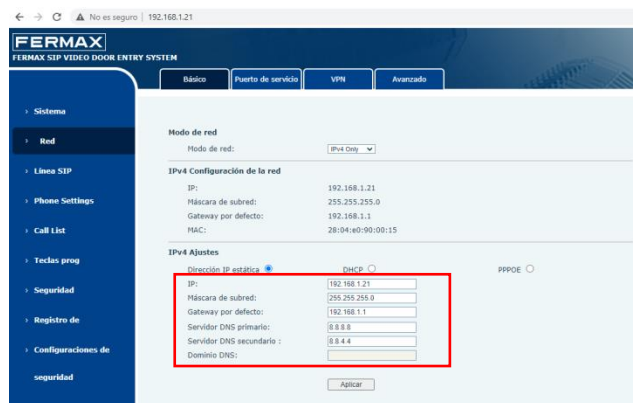 No es seguro | 192.168.1.21
FERMAX
FERMAX SIP VIDEO DOOR ENTRY SYSTEM
Básico Puerto de servicio VPN Avanzado
› Sistema
› Red
› Línea SIP
› Phone Settings
› Call List
› Teclas prog
› Seguridad
› Registro de
› Configuraciones de
seguridad
Modo de red
Modo de red: IPv4 Only
IPv4 Configuración de la red
IP: 192.168.1.21
Máscara de subred: 255.255.255.0
Gateway por defecto: 192.168.1.1
MAC: 28:04:e0:90:00:15
IPv4 Ajustes
Dirección IP estática DHCP PPPOE
IP: 192.168.1.21
Máscara de subred: 255.255.255.0
Gateway por defecto: 192.168.1.1
Servidor DNS primario: 8.8.8.8
Servidor DNS secundario : 8.8.4.4
Dominio DNS:
Aplicar